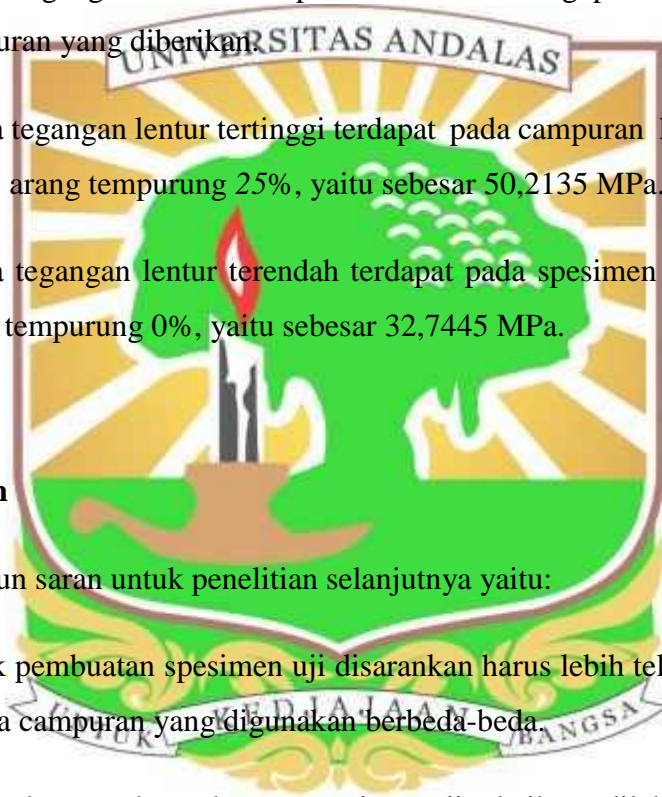 uran yang diberikan.
UNIVERSITAS ANDALAS
tegangan lentur tertinggi terdapat pada campuran
arang tempurung 25%, yaitu sebesar 50,2135 MPa.
tegangan lentur terendah terdapat pada spesimen
tempurung 0%, yaitu sebesar 32,7445 MPa.
un saran untuk penelitian selanjutnya yaitu:
pembuatan spesimen uji disarankan harus lebih
campuran yang digunakan berbeda-beda.
UNTUK KEDJAJAAN BANGSA